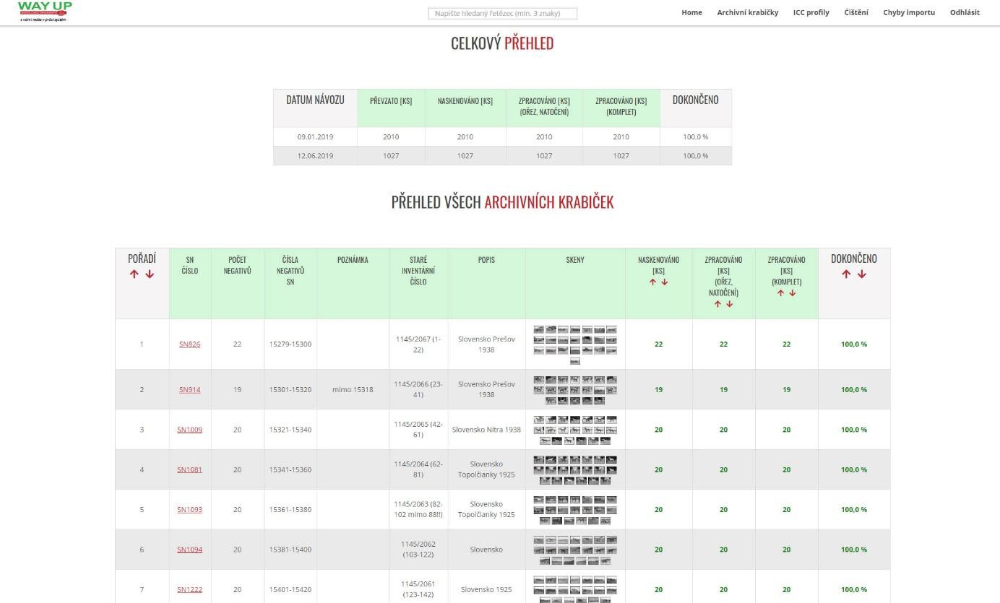 WAY UP
s námi máte v práci systém
Napište hledaný řetězec (min. 3 znaky)
Home Archivní krabičky ICC profily Čištění Chyby importu Odhlásit
CELKOVÝ PŘEHLED
DATUM NÁVOZU PŘEVZATO [KS] NASKENOVÁNO [KS] ZPRACOVÁNO [KS] ZPRACOVÁNO [KS] DOKONČENO
(OŘEZ, NATOČENÍ) (KOMPLET)
09.01.2019 2010 2010 2010 2010 100,0 %
12.06.2019 1027 1027 1027 1027 100,0 %
PŘEHLED VŠECH ARCHIVNÍCH KRABIČEK
POŘADÍ SN POČET ČÍSLA POZNÁMKA STARÉ POPIS SKENY NASKENOVÁNO ZPRACOVÁNO ZPRACOVÁNO DOKONČENO
ČÍSLO NEGATIVŮ NEGATIVŮ INVENTÁRNÍ [KS] [KS] [KS]
SN ČÍSLO (OŘEZ, (KOMPLET)
NATOČENÍ)
1 SN826 22 15279-15300 1145/2067 (1- Slovensko Prešov 22 22 22 100,0 %
22) 1938
2 SN914 19 15301-15320 mimo 15318 1145/2066 (23- Slovensko Prešov 19 19 19 100,0 %
41) 1938
3 SN1009 20 15321-15340 1145/2065 (42- Slovensko Nitra 1938 20 20 20 100,0 %
61)
4 SN1081 20 15341-15360 1145/2064 (62- Slovensko 20 20 20 100,0 %
81) Topolčianky 1925
5 SN1093 20 15361-15380 1145/2063 (82- Slovensko 20 20 20 100,0 %
102 mimo 88!!) Topolčianky 1925
6 SN1094 20 15381-15400 1145/2062 Slovensko 20 20 20 100,0 %
(103-122)
7 SN1222 20 15401-15420 1145/2061 Slovensko 1925 20 20 20 100,0 %
(123-142)